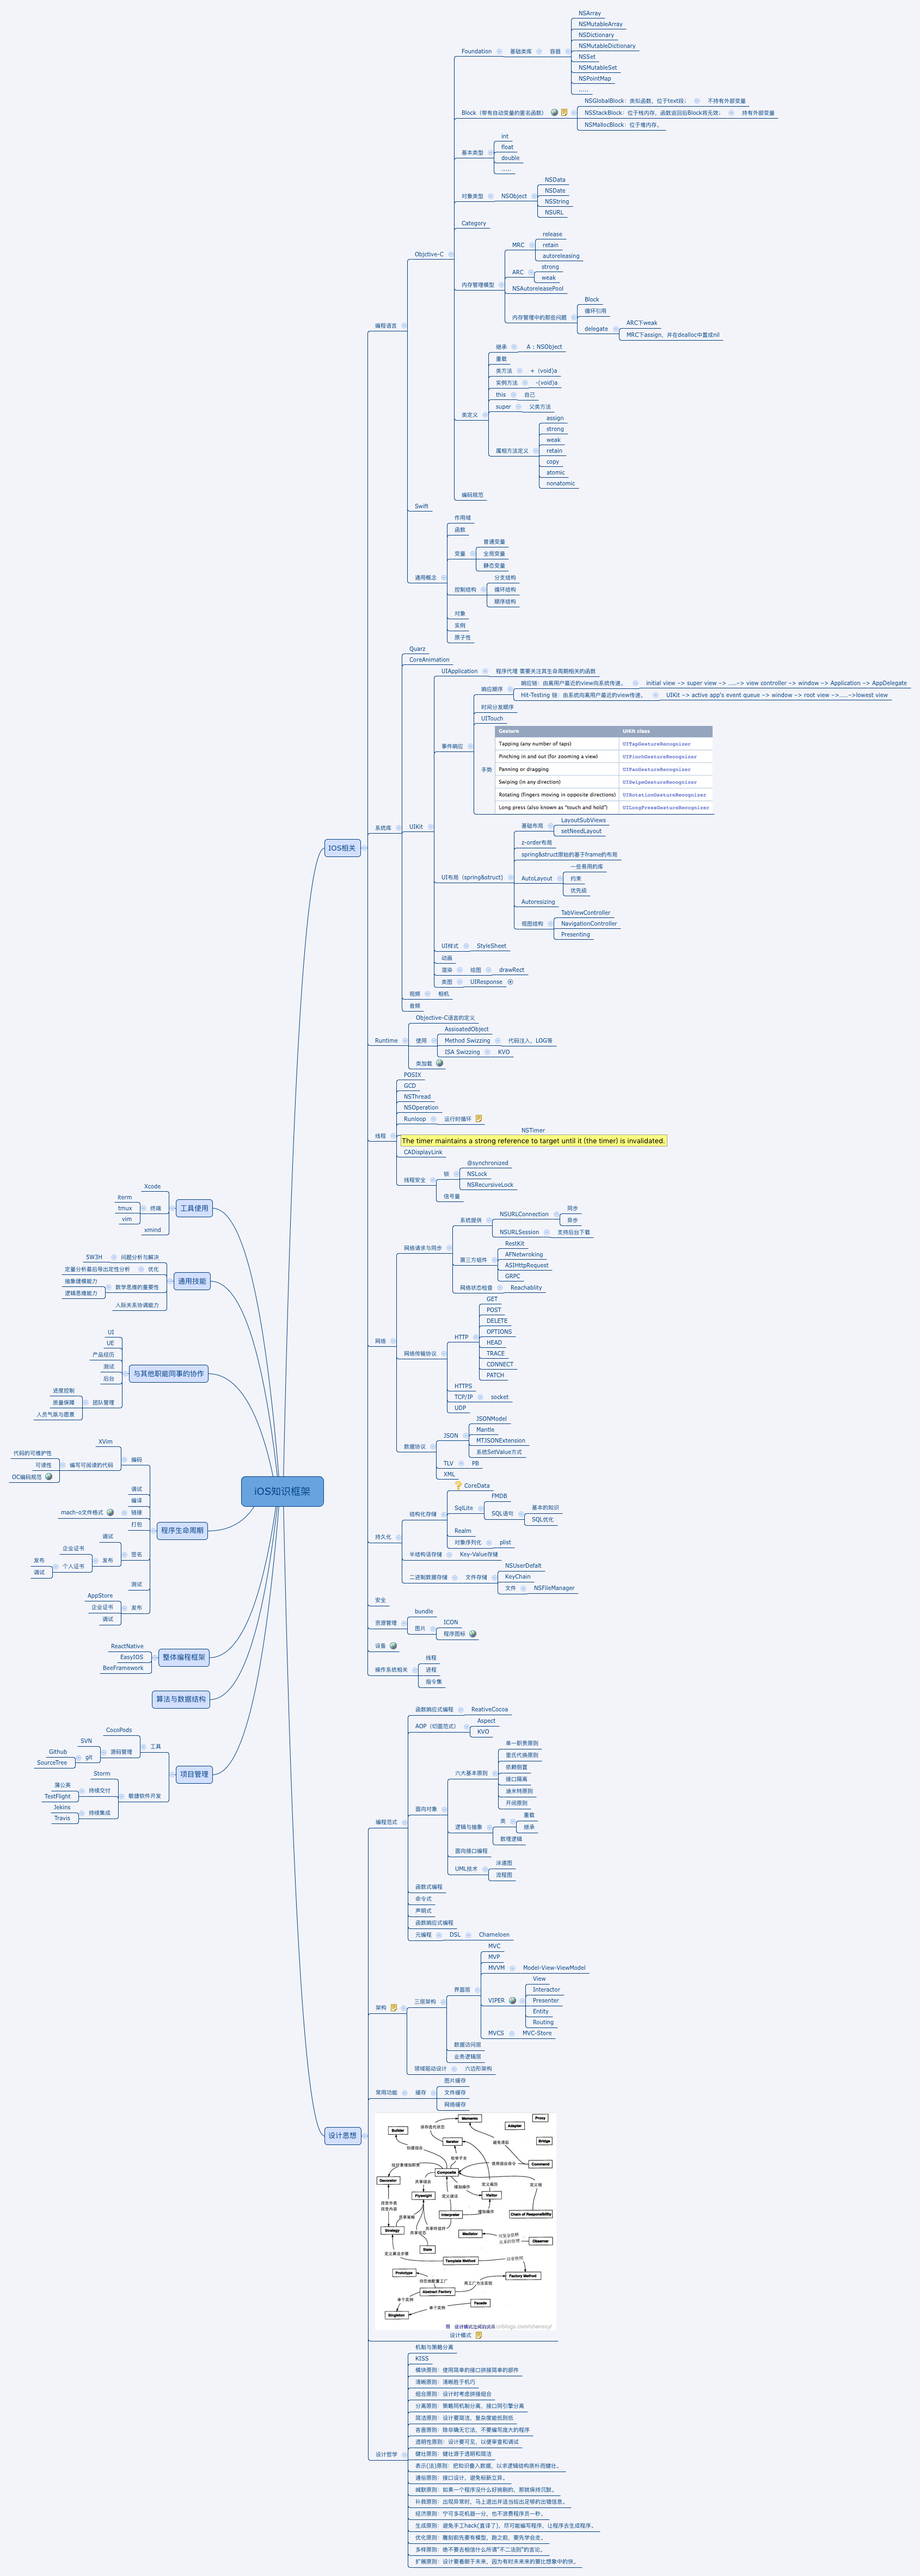 iOS知识框架
IOS相关
编程语言
Objctive-C
Foundation
基础类库
容器
NSArray
NSMutableArray
NSDictionary
NSMutableDictionary
NSSet
NSMutableSet
NSPointMap
.....
Block（带有自动变量的匿名函数）
NSGlobalBlock：类似函数，位于text段；
不持有外部变量
NSStackBlock：位于栈内存，函数返回后Block将无效；
持有外部变量
NSMallocBlock：位于堆内存。
基本类型
int
float
double
.....
对象类型
NSObject
NSData
NSDate
NSString
NSURL
Category
内存管理模型
MRC
release
retain
autoreleasing
ARC
strong
weak
NSAutoreleasePool
内存管理中的那些问题
Block
循环引用
delegate
ARC下weak
MRC下assign，并在dealloc中置成nil
类定义
继承
A : NSObject
重载
类方法
+ (void)a
实例方法
-(void)a
this
自己
super
父类方法
属相方法定义
assign
strong
weak
retain
copy
atomic
nonatomic
编码规范
Swift
通用概念
作用域
函数
变量
普通变量
全局变量
静态变量
控制结构
分支结构
循环结构
顺序结构
对象
实例
原子性
系统库
Quarz
CoreAnimation
UIKit
UIApplication
程序代理 需要关注其生命周期相关的函数
事件响应
响应顺序
响应链：由离用户最近的view向系统传递。
initial view –> super view –> .....–> view controller –> window –> Application –> AppDelegate
Hit-Testing 链：由系统向离用户最近的view传递。
UIKit –> active app's event queue –> window –> root view –>......–>lowest view
时间分发顺序
UITouch
手势
Gesture UIKit class
Tapping (any number of taps) UITapGestureRecognizer
Pinching in and out (for zooming a view) UIPinchGestureRecognizer
Panning or dragging UIPanGestureRecognizer
Swiping (in any direction) UISwipeGestureRecognizer
Rotating (fingers moving in opposite directions) UIRotationGestureRecognizer
Long press (also known as "touch and hold") UILongPressGestureRecognizer
UI布局（spring&struct）
基础布局
LayoutSubViews
setNeedLayout
z-order布局
spring&struct原始的基于frame的布局
AutoLayout
一些易用的库
约束
优先级
Autoresizing
视图结构
TabViewController
NavigationController
Presenting
UI样式
StyleSheet
动画
渲染
绘图
drawRect
类图
UIResponse
视频
相机
音频
Runtime
Objective-C语言的定义
使用
AssioatedObject
Method Swizzing
代码注入，LOG等
ISA Swizzing
KVO
类加载
线程
POSIX
GCD
NSThread
NSOperation
Runloop
运行时循环
NSTimer
The timer maintains a strong reference to target until it (the timer) is invalidated.
CADisplayLink
线程安全
锁
@synchronized
NSLock
NSRecursiveLock
信号量
网络
网络请求与同步
系统提供
NSURLConnection
同步
异步
NSURLSession
支持后台下载
第三方组件
RestKit
AFNetwroking
ASIHttpRequest
GRPC
网络状态检查
Reachablity
网络传输协议
HTTP
GET
POST
DELETE
OPTIONS
HEAD
TRACE
CONNECT
PATCH
HTTPS
TCP/IP
socket
UDP
数据协议
JSON
JSONModel
Mantle
MTJSONExtension
系统SetValue方式
TLV
PB
XML
持久化
结构化存储
CoreData
SqlLite
FMDB
SQL语句
基本的知识
SQL优化
Realm
对象序列化
plist
半结构话存储
Key-Value存储
二进制数据存储
文件存储
NSUserDefalt
KeyChain
文件
NSFileManager
安全
资源管理
bundle
图片
ICON
程序图标
设备
操作系统相关
线程
进程
指令集
设计思想
编程范式
函数响应式编程
ReativeCocoa
AOP（切面范式）
Aspect
KVO
面向对象
六大基本原则
单一职责原则
里氏代换原则
依赖倒置
接口隔离
迪米特原则
开闭原则
逻辑与抽象
类
重载
继承
数理逻辑
面向接口编程
UML技术
泳道图
流程图
函数式编程
命令式
声明式
函数响应式编程
元编程
DSL
Chameloen
架构
三层架构
界面层
MVC
MVP
MVVM
Model-View-ViewModel
VIPER
View
Interactor
Presenter
Entity
Routing
MVCS
MVC-Store
数据访问层
业务逻辑层
领域驱动设计
六边形架构
常用功能
缓存
图片缓存
文件缓存
网络缓存
Memento
Proxy
Adapter
Builder
保存迭代状态
Iterator
避免滞后
Bridge
创建组合
枚举子女
Composite
使用组合命令
Command
给对象增加职责
Decorator
共享组合
增加操作
定义遍历
定义链
Flyweight
定义语法
Visitor
改变外表
改变内容
共享策略
Interpreter
增加操作
Chain of Responsibility
Strategy
共享状态
共享终结符
Mediator
Observer
State
定义算法步骤
Template Method
Prototype
Factory Method
Abstract Factory
用工厂方法实现
单个实例
Facade
Singleton
单个实例
设计模式
设计哲学
机制与策略分离
KISS
模块原则：使用简单的接口拼接简单的部件
清晰原则：清晰胜于机巧
组合原则：设计时考虑拼接组合
分离原则：策略同机制分离，接口同引擎分离
简洁原则：设计要简洁，复杂度能低则低
吝啬原则：除非确无它法，不要编写庞大的程序
透明性原则：设计要可见，以便审查和调试
健壮原则：健壮源于透明和简洁
表示(法)原则：把知识叠入数据，以求逻辑结构质朴而健壮。
通俗原则：接口设计，避免标新立异。
缄默原则：如果一个程序没什么好说的，那就保持沉默。
补救原则：出现异常时，马上退出并适当给出足够的出错信息。
经济原则：宁可多花机器一分，也不浪费程序员一秒。
生成原则：避免手工hack(直译了)，尽可能编写程序，让程序去生成程序。
优化原则：雕刻前先要有模型，跑之前，要先学会走。
多样原则：绝不要去相信什么所谓"不二法则"的言论。
扩展原则：设计要着眼于未来，因为有时未来来的要比想象中的快。
工具使用
Xcode
终端
iterm
tmux
vim
xmind
通用技能
问题分析与解决
5W3H
优化
定量分析最后导出定性分析
数学思维的重要性
抽象建模能力
逻辑思维能力
人际关系协调能力
与其他职能同事的协作
UI
UE
产品经历
测试
后台
团队管理
进度控制
质量保障
人员气氛与愿景
程序生命周期
编码
XVim
编写可阅读的代码
代码的可维护性
可读性
OC编码规范
调试
编译
链接
mach-o文件格式
打包
签名
调试
发布
企业证书
个人证书
发布
调试
测试
发布
AppStore
企业证书
调试
整体编程框架
ReactNative
EasyIOS
BeeFramework
算法与数据结构
项目管理
工具
CocoPods
源码管理
SVN
git
Github
SourceTree
敏捷软件开发
Storm
持续交付
蒲公英
TestFlight
持续集成
Jekins
Travis